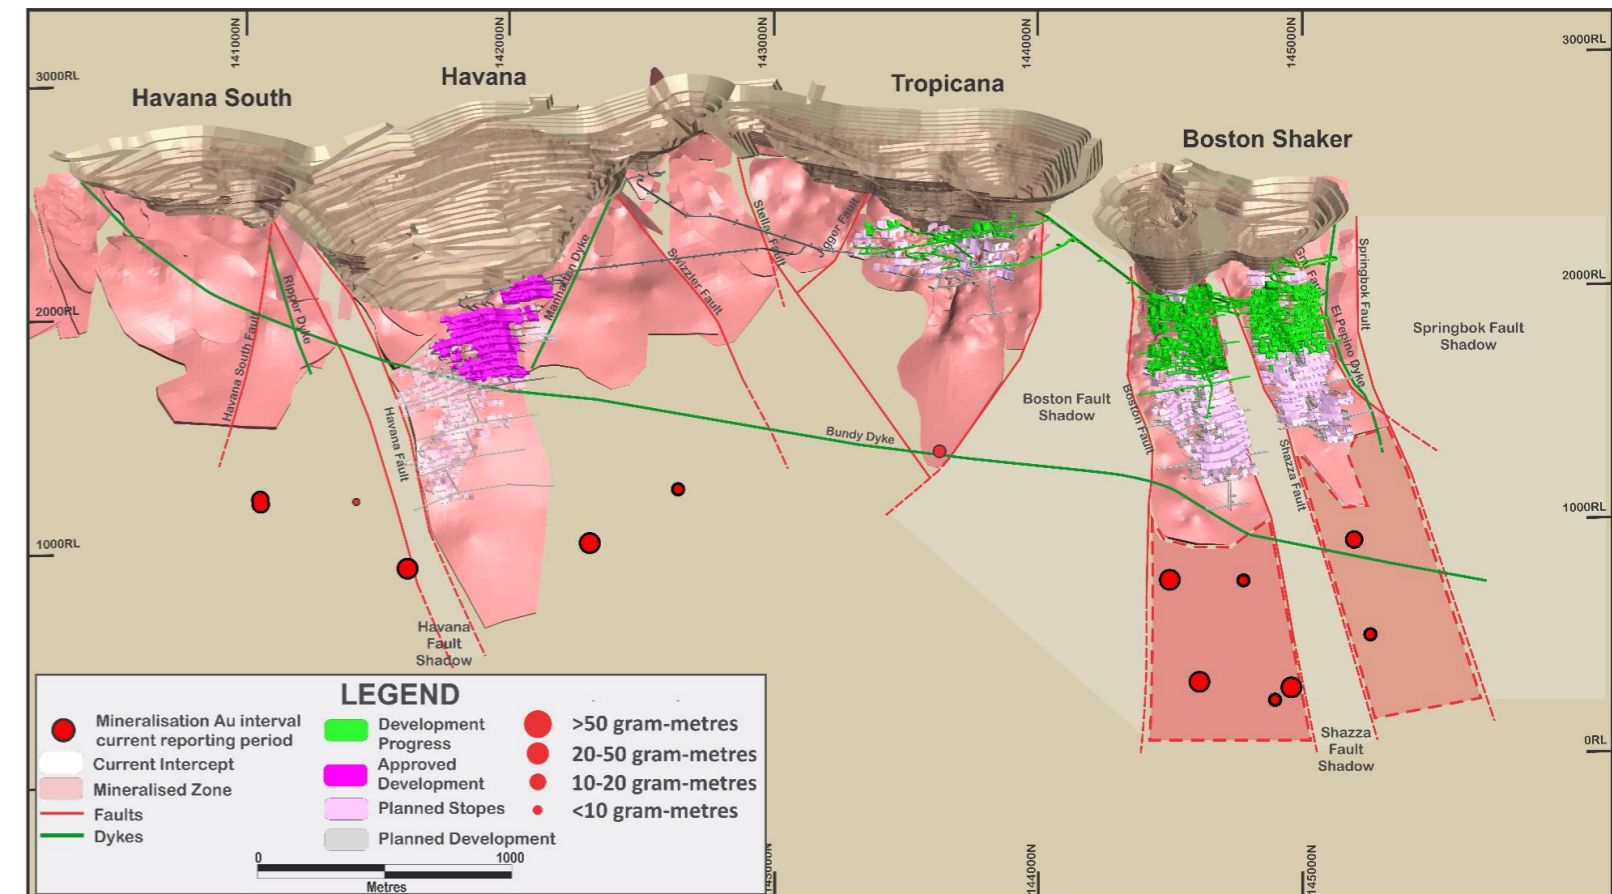 141000N
142000N
143000N
144000N
145000N
3000RL
3000RL
Havana South
Havana
Tropicana
Boston Shaker
2000RL
2000RL
1000RL
1000RL
0RL
Havana South Fault
Ripper Dyke
Havana Fault
Manhattan Dyke
Swizzler Fault
Stellar Fault
Jigger Fault
Bundy Dyke
Boston Fault
Shadow
Boston Fault
Shazza Fault
El Pepino Dyke
Springbok Fault
Springbok Fault
Shadow
Havana
Fault
Shadow
Shazza
Fault
Shadow
LEGEND
Mineralisation Au interval
current reporting period
Current Intercept
Mineralised Zone
Faults
Dykes
Development
Progress
Approved
Development
Planned Stopes
Planned Development
>50 gram-metres
20-50 gram-metres
10-20 gram-metres
<10 gram-metres
0
1000
Metres
143000N
144000N
145000N